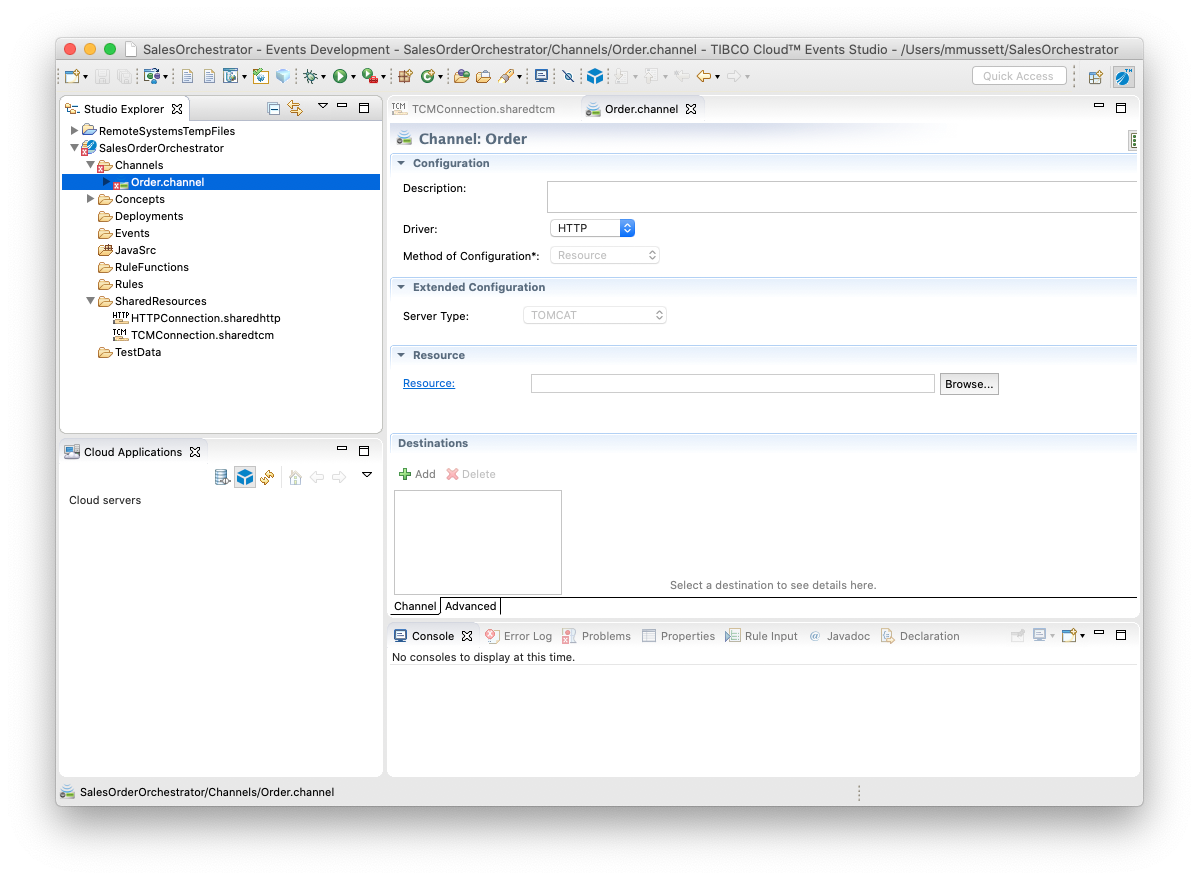 SalesOrchestrator - Events Development - SalesOrderOrchestrator/Channels/Order.channel - TIBCO Cloud™ Events Studio - /Users/mmussett/SalesOrchestrator
Quick Access
Studio Explorer
RemoteSystemsTempFiles
SalesOrderOrchestrator
Channels
Order.channel
Concepts
Deployments
Events
JavaSrc
RuleFunctions
Rules
SharedResources
HTTP HTTPConnection.sharedhttp
TCM TCMConnection.sharedtcm
TestData
Cloud Applications
Cloud servers
TCM TCMConnection.sharedtcm
Order.channel
Channel: Order
Configuration
Description:
Driver: HTTP
Method of Configuration*: Resource
Extended Configuration
Server Type: TOMCAT
Resource
Resource: Browse...
Destinations
Add Delete
Select a destination to see details here.
Channel Advanced
Console Error Log Problems Properties Rule Input @ Javadoc Declaration
No consoles to display at this time.
SalesOrderOrchestrator/Channels/Order.channel